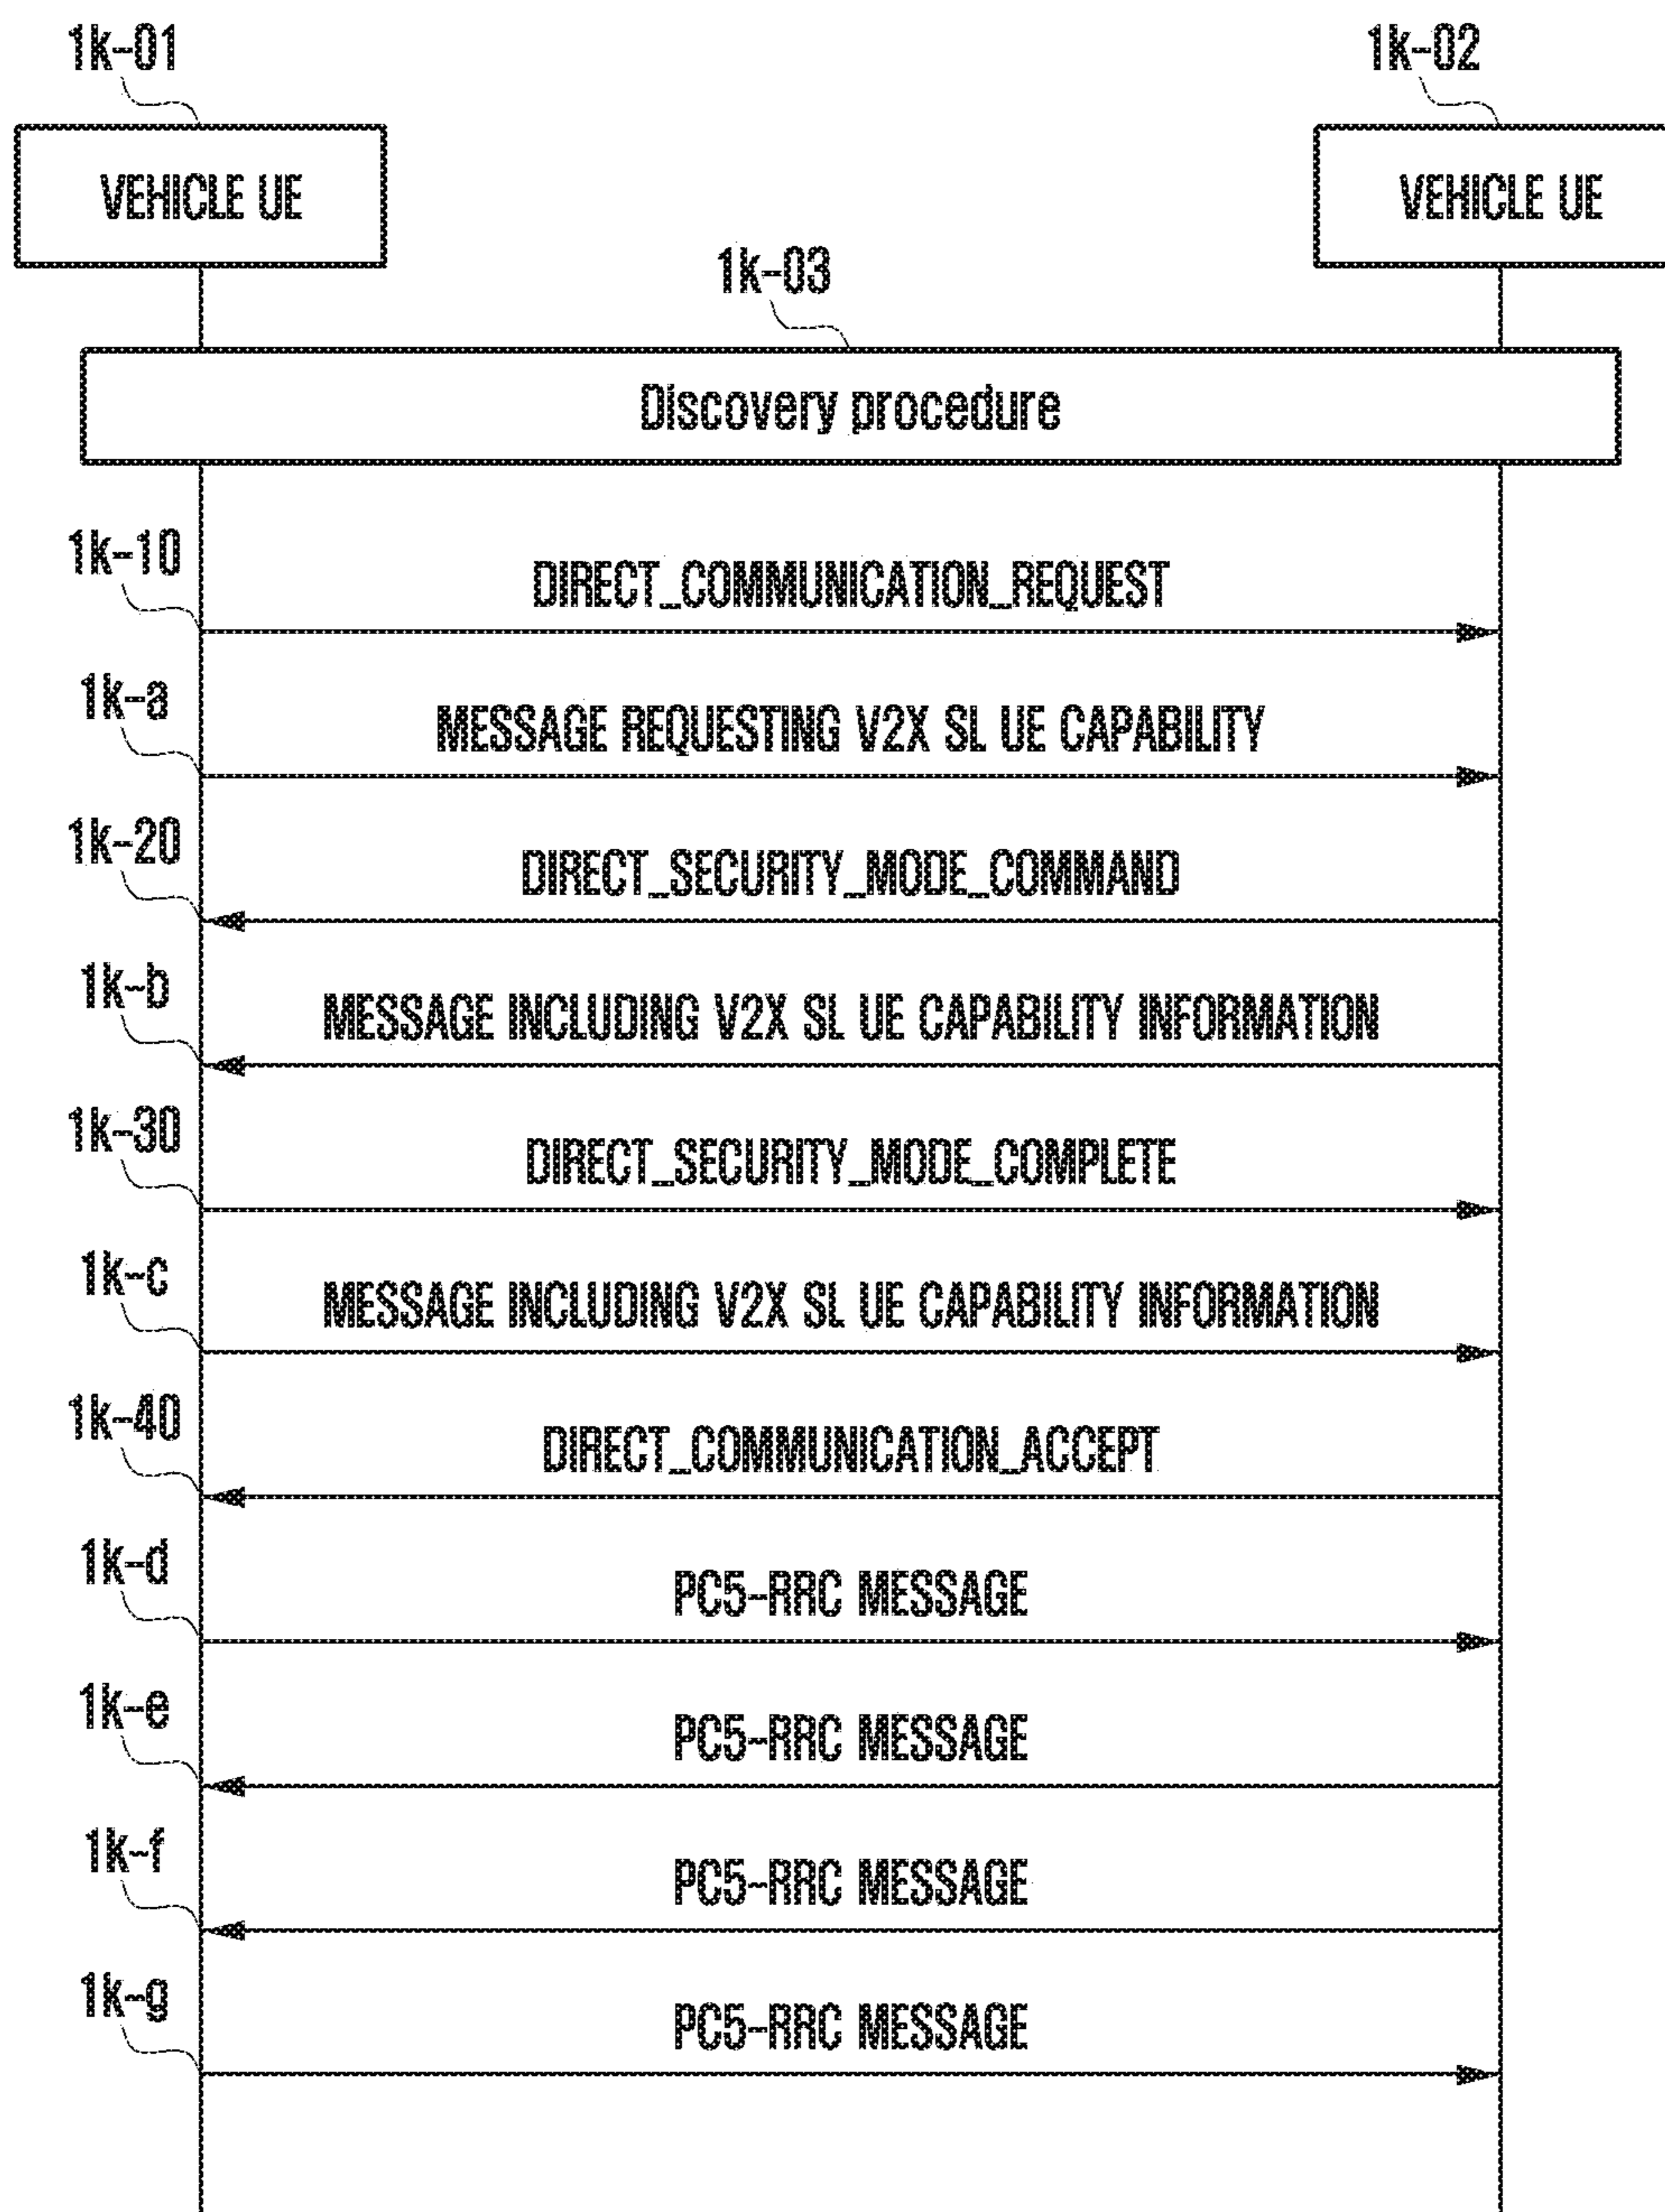 1k-01
1k-02
VEHICLE UE
VEHICLE UE
1k-03
Discovery procedure
1k-10
DIRECT_COMMUNICATION_REQUEST
1k-a
MESSAGE REQUESTING V2X SL UE CAPABILITY
1k-20
DIRECT_SECURITY_MODE_COMMAND
1k-b
MESSAGE INCLUDING V2X SL UE CAPABILITY INFORMATION
1k-30
DIRECT_SECURITY_MODE_COMPLETE
1k-c
MESSAGE INCLUDING V2X SL UE CAPABILITY INFORMATION
1k-40
DIRECT_COMMUNICATION_ACCEPT
1k-d
PC5-RRC MESSAGE
1k-e
PC5-RRC MESSAGE
1k-f
PC5-RRC MESSAGE
1k-g
PC5-RRC MESSAGE